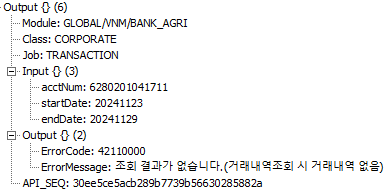 Output {} (6)
Module: GLOBAL/VNM/BANK_AGRI
Class: CORPORATE
Job: TRANSACTION
Input {} (3)
acctNum: 6280201041711
startDate: 20241123
endDate: 20241129
Output {} (2)
ErrorCode: 42110000
ErrorMessage: 조회 결과가 없습니다.(거래내역조회 시 거래내역 없음)
API_SEQ: 30ee5ce5acb289b7739b56630285882a